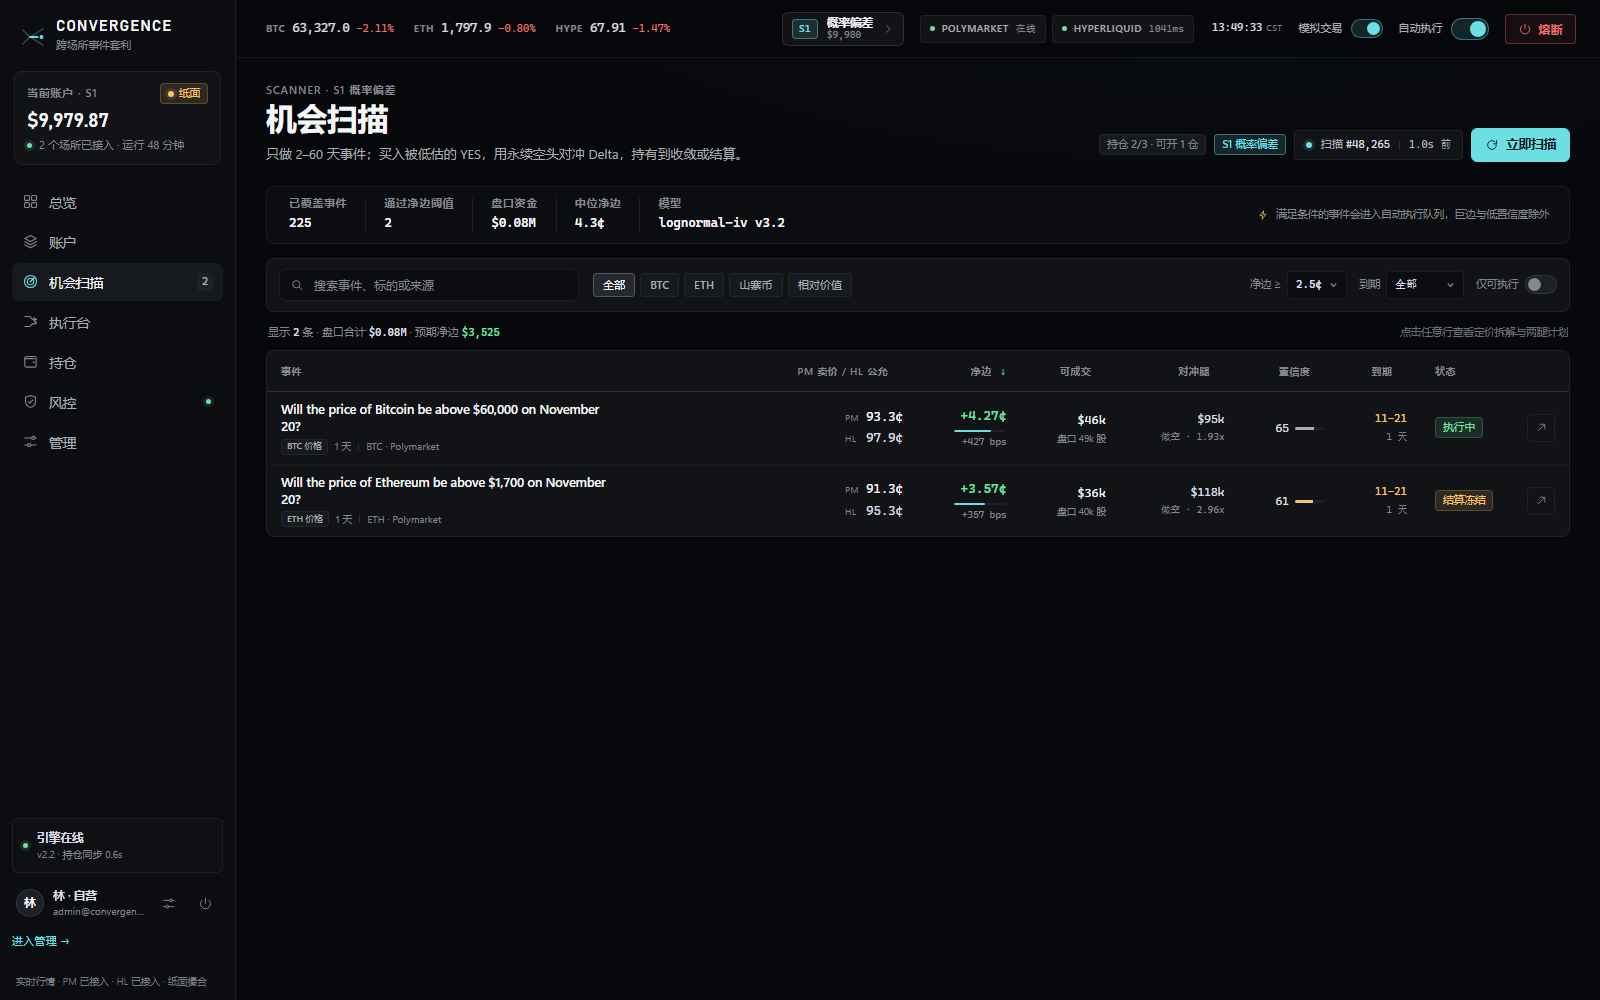 CONVERGENCE
跨场所事件套利
当前账户 · S1
纸面
$9,979.87
2 个场所已接入 · 运行 48 分钟
总览
账户
机会扫描
2
执行台
持仓
风控
管理
引擎在线
v2.2 · 持仓同步 0.6s
林
林 · 自营
admin@convergen...
进入管理 →
实时行情 · PM 已接入 · HL 已接入 · 纸面撮合
BTC 63,327.0 -2.11%
ETH 1,797.9 -0.80%
HYPE 67.91 -1.47%
S1
概率偏差
$9,980
POLYMARKET 在线
HYPERLIQUID 1041ms
13:49:33 CST
模拟交易
自动执行
熔断
SCANNER · S1 概率偏差
机会扫描
只做 2–60 天事件；买入被低估的 YES，用永续空头对冲 Delta，持有到收敛或结算。
持仓 2/3 · 可开 1 仓
S1 概率偏差
扫描 #48,265
1.0s 前
立即扫描
已覆盖事件
225
通过净边阈值
2
盘口资金
$0.08M
中位净边
4.3¢
模型
lognormal-iv v3.2
满足条件的事件会进入自动执行队列，巨边与低置信度除外
搜索事件、标的或来源
全部
BTC
ETH
山寨币
相对价值
净边 ≥
2.5¢
到期
全部
仅可执行
显示 2 条 · 盘口合计 $0.08M · 预期净边 $3,525
点击任意行查看定价拆解与两腿计划
事件
PM 卖价 / HL 公允
净边 ↓
可成交
对冲腿
置信度
到期
状态
Will the price of Bitcoin be above $60,000 on November
20?
BTC 价格
1 天
BTC · Polymarket
PM 93.3¢
HL 97.9¢
+4.27¢
+427 bps
$46k
盘口 49k 股
$95k
做空 · 1.93x
65
11-21
1 天
执行中
Will the price of Ethereum be above $1,700 on November
20?
ETH 价格
1 天
ETH · Polymarket
PM 91.3¢
HL 95.3¢
+3.57¢
+357 bps
$36k
盘口 40k 股
$118k
做空 · 2.96x
61
11-21
1 天
结算冻结